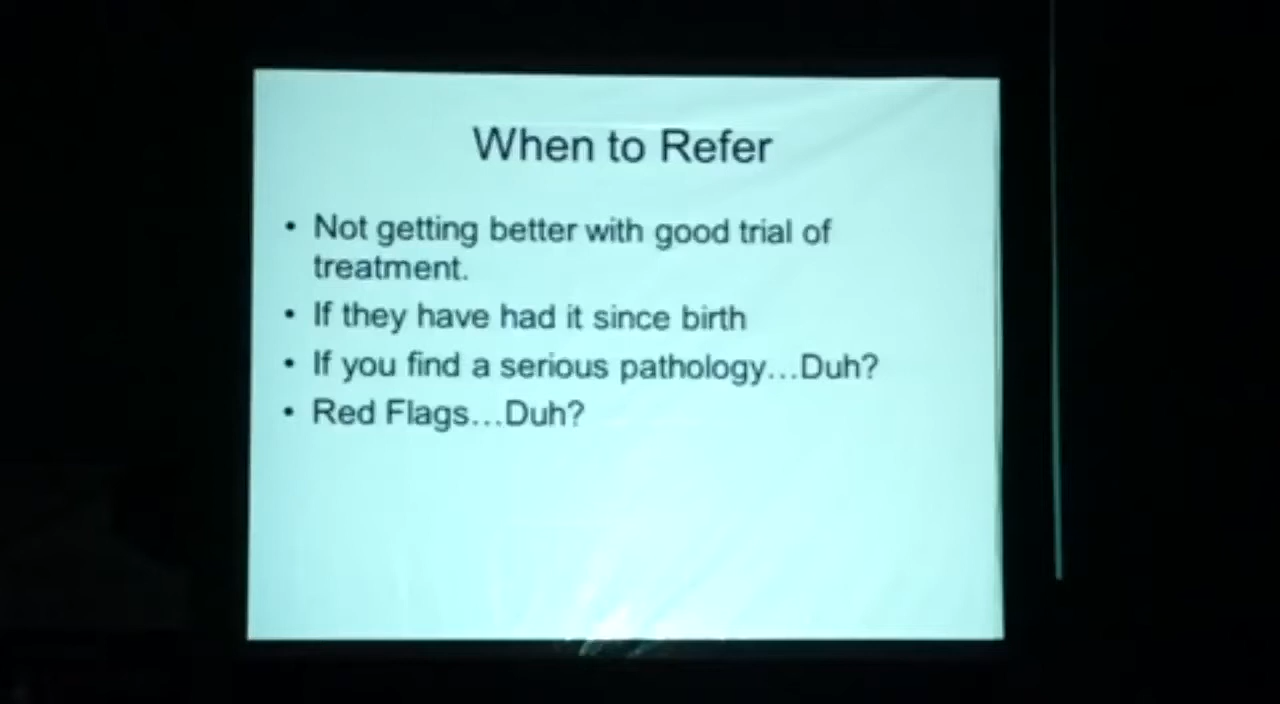 When to Refer
• Not getting better with good trial of
treatment.
• If they have had it since birth
• If you find a serious pathology...Duh?
• Red Flags...Duh?